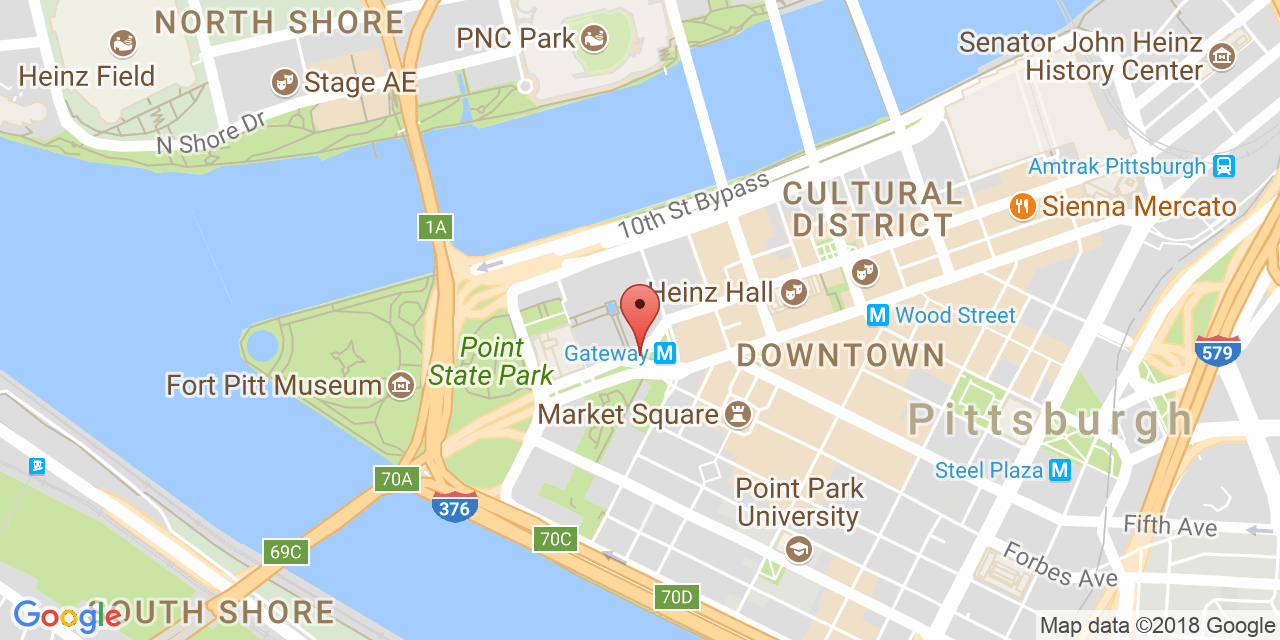 NORTH SHORE
PNC Park
Senator John Heinz
History Center
Heinz Field
Stage AE
N Shore Dr
Amtrak Pittsburgh
10th St Bypass
CULTURAL
DISTRICT
Sienna Mercato
1A
Heinz Hall
M Wood Street
Point
State Park
Gateway M
DOWNTOWN
579
Fort Pitt Museum
Market Square
Pittsburgh
Steel Plaza M
70A
376
Point Park
University
Fifth Ave
70C
69C
Forbes Ave
70D
Google
SOUTH SHORE
Map data ©2018 Google